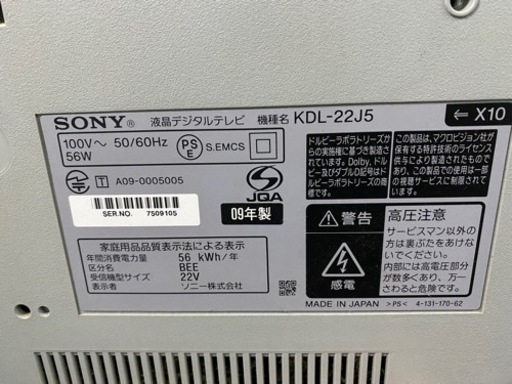 SONY® 液晶デジタルテレビ 機種名 KDL-22J5
⇐ X10
100V～ 50/60Hz
56W
PS
E
S.EMCS
T A09-0005005
JQA
SER.NO. 7509105
09年製
家庭用品品質表示法による表示
年間消費電力量 56 kWh/年
区分名 BEE
受信機型サイズ 22V
表示者 ソニー株式会社
ドルビーラボラトリーズか
らの実施権に基づき製造さ
れています。Dolby、ドル
ビー及びダブルD記号はド
ルビーラボラトリーズの商
標です。
この製品は、マクロビジョン社が
保有する特許技術のライセンス
許諾により製造されたものであ
り、この製品での使用は一部
の視聴サービスに制限されて
います。
警告
感電
高圧注意
サービスマン以外の
方は裏ぶたをあけない
でください。
内部には高電圧部分
が数多くあり、万一
さわると危険です。
MADE IN JAPAN >PS< 4-131-170-62